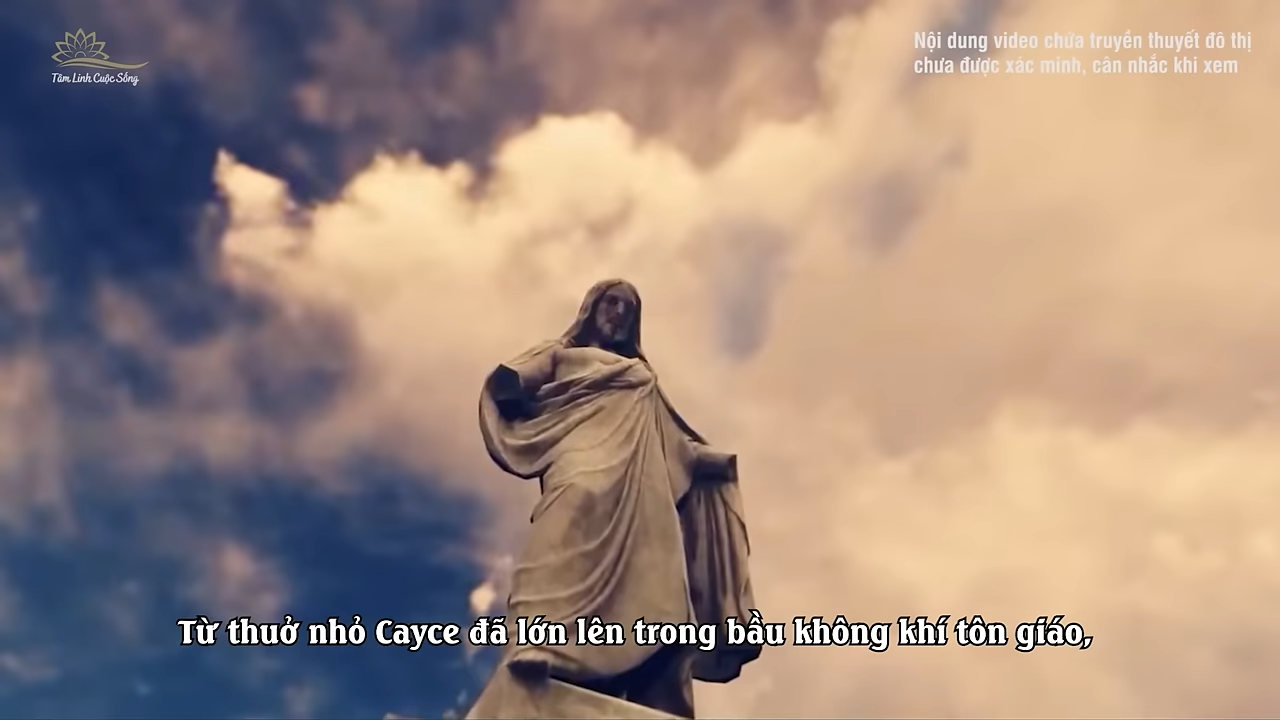 Tâm Linh Cuộc Sống
Nội dung video chứa truyền thuyết đô thị
chưa được xác minh, cân nhắc khi xem
Từ thuở nhỏ Cayce đã lớn lên trong bầu không khí tôn giáo,